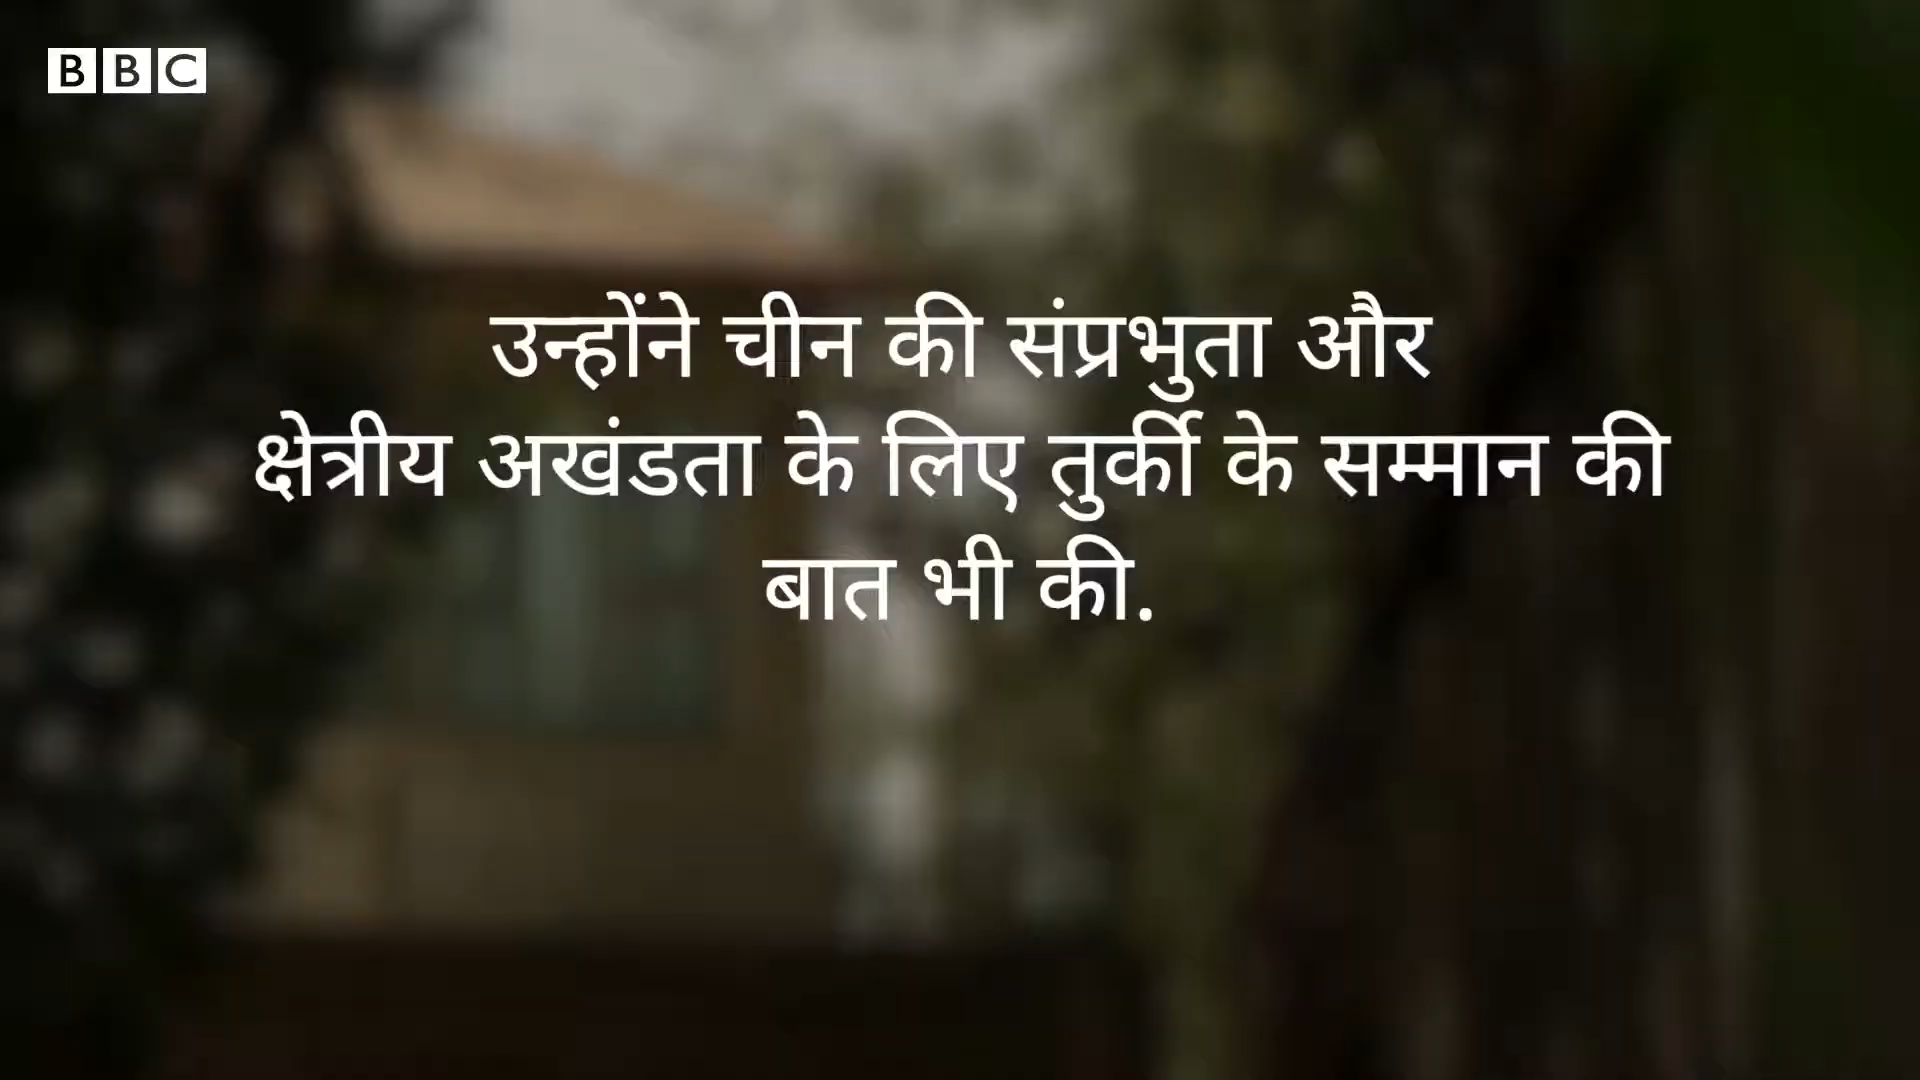 BBC
उन्होंने चीन की संप्रभुता और
क्षेत्रीय अखंडता के लिए तुर्की के सम्मान की
बात भी की.